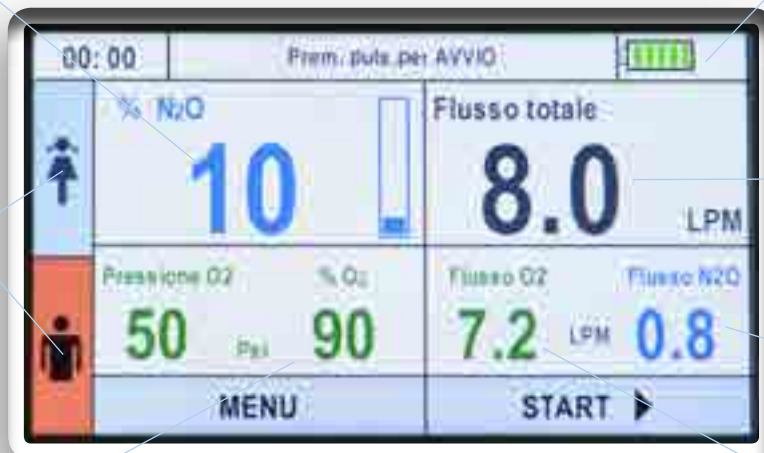 00:00
Prem. puls. per AVVIO
% N2O
10
Flusso totale
8.0
LPM
Pressione O2
% O2
50
Psi
90
Flusso O2
Flusso N2O
7.2
LPM
0.8
MENU
START